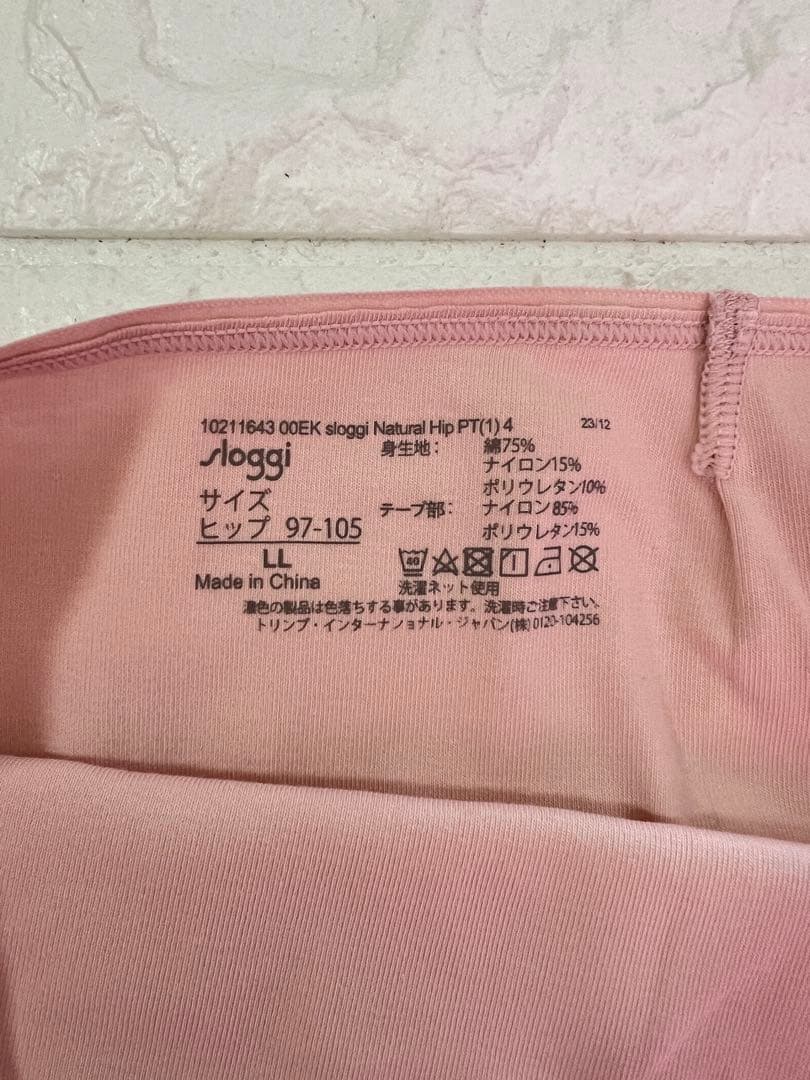 10211643 00EK sloggi Natural Hip PT(1) 4 23/12
sloggi
身生地： 綿75%
ナイロン15%
ポリウレタン10%
サイズ
テープ部： ナイロン85%
ヒップ 97-105
ポリウレタン15%
LL
40
Made in China
洗濯ネット使用
濃色の製品は色落ちする事があります。洗濯時ご注意下さい。
トリンプ・インターナショナル・ジャパン(株) 0120-104256